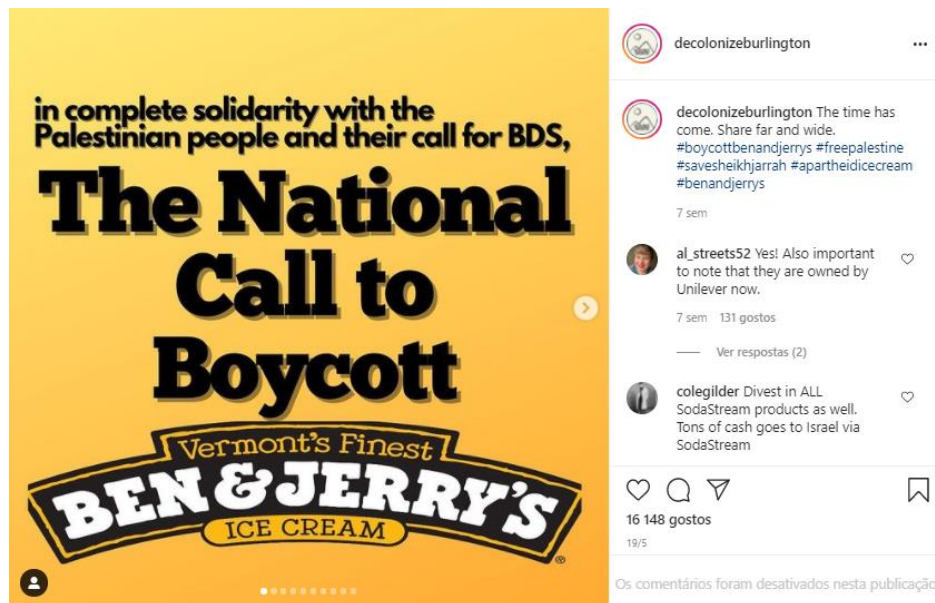 in complete solidarity with the
Palestinian people and their call for BDS,
The National
Call to
Boycott
Vermont's Finest
BEN & JERRY'S
ICE CREAM
®
decolonizeburlington
decolonizeburlington The time has
come. Share far and wide.
#boycottbenandjerrys #freepalestine
#savesheikhjarrah #apartheidicecream
#benandjerrys
7 sem
al_streets52 Yes! Also important
to note that they are owned by
Unilever now.
7 sem 131 gostos
Ver respostas (2)
colegilder Divest in ALL
SodaStream products as well.
Tons of cash goes to Israel via
SodaStream
16 148 gostos
19/5
Os comentários foram desativados nesta publicação